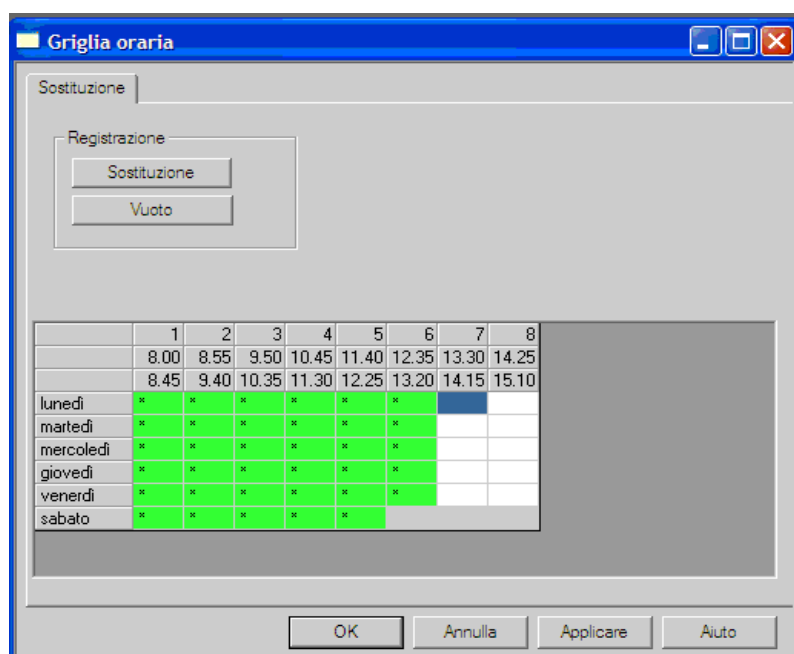 Griglia oraria
Sostituzione
Registrazione
Sostituzione
Vuoto
1 2 3 4 5 6 7 8
8.00 8.55 9.50 10.45 11.40 12.35 13.30 14.25
8.45 9.40 10.35 11.30 12.25 13.20 14.15 15.10
lunedì * * * * * *
martedì * * * * * *
mercoledì * * * * * *
giovedì * * * * * *
venerdì * * * * * *
sabato * * * * *
OK Annulla Applicare Aiuto